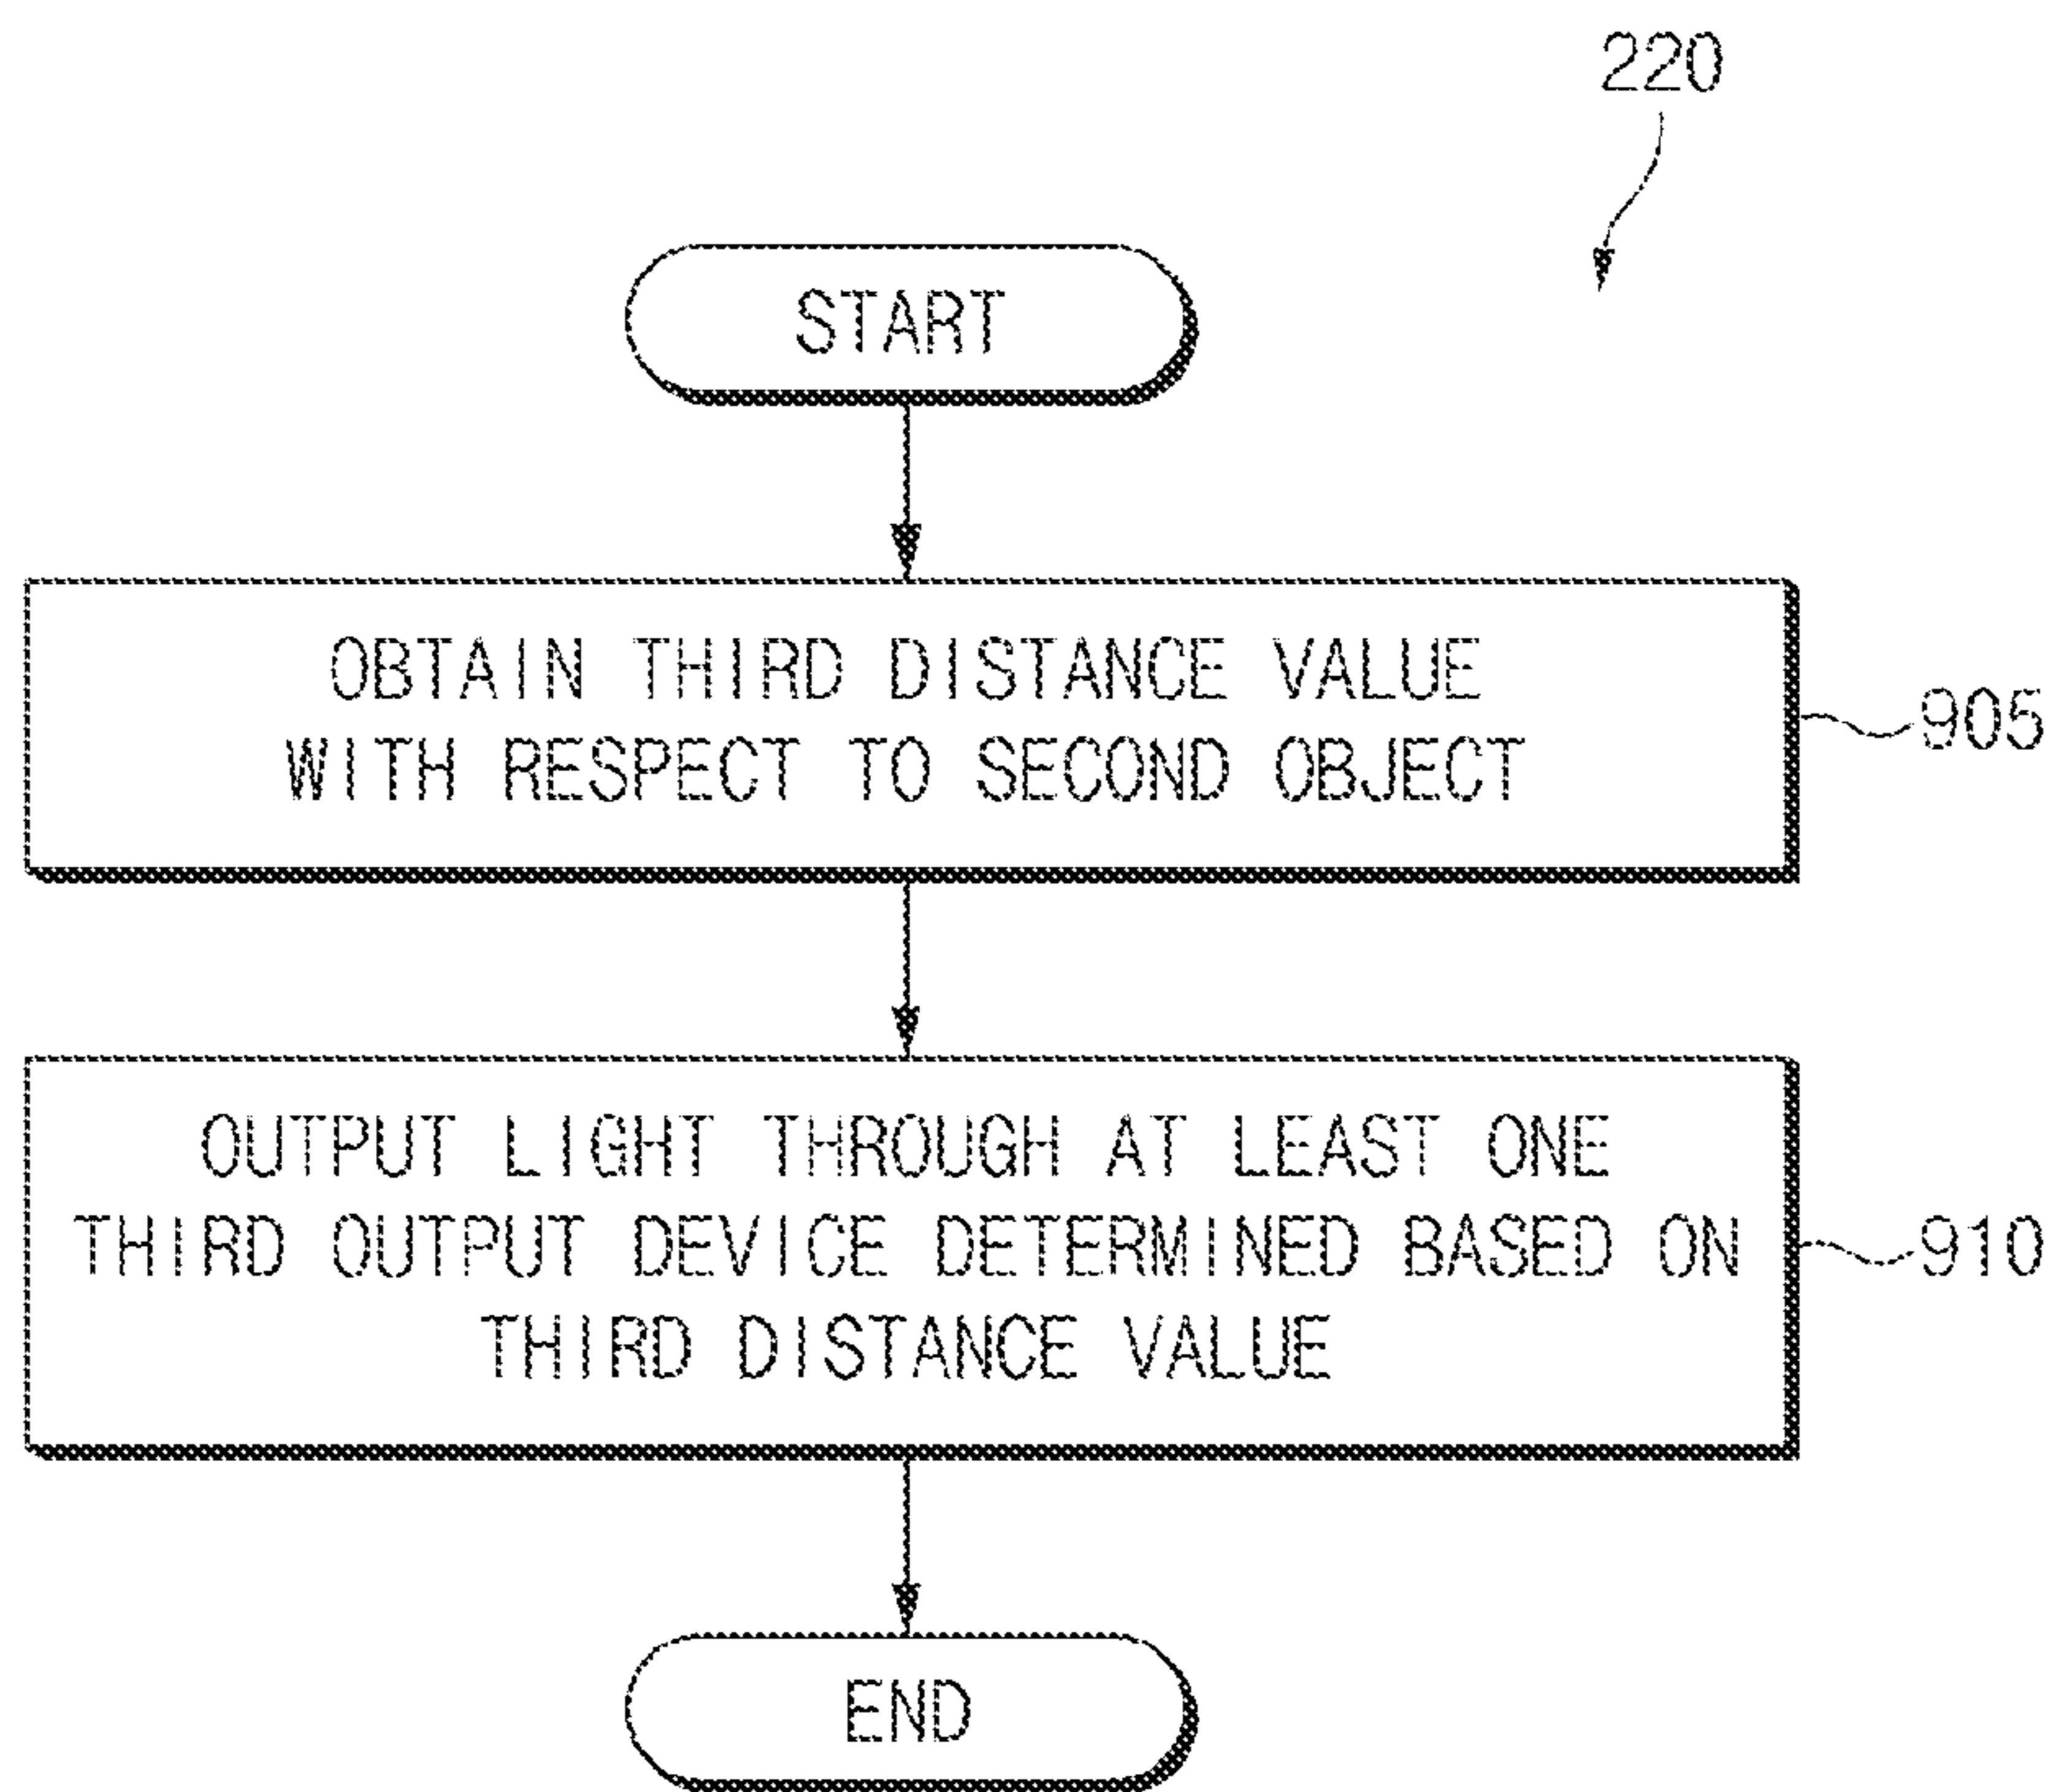 220
START
OBTAIN THIRD DISTANCE VALUE
WITH RESPECT TO SECOND OBJECT
905
OUTPUT LIGHT THROUGH AT LEAST ONE
THIRD OUTPUT DEVICE DETERMINED BASED ON
THIRD DISTANCE VALUE
910
END